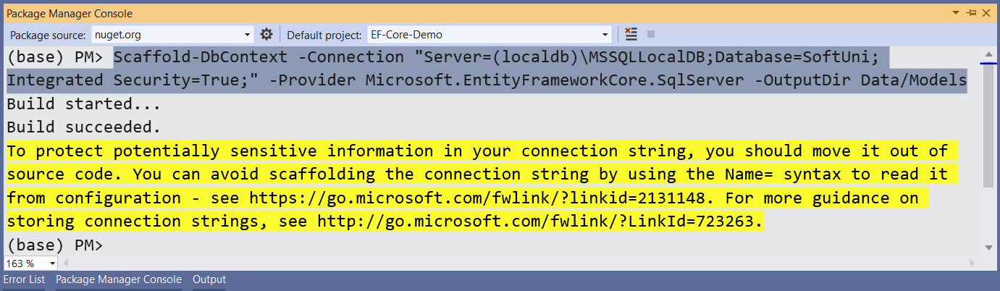 Package Manager Console
Package source: nuget.org Default project: EF-Core-Demo
(base) PM> Scaffold-DbContext -Connection "Server=(localdb)\MSSQLLocalDB;Database=SoftUni;
Integrated Security=True;" -Provider Microsoft.EntityFrameworkCore.SqlServer -OutputDir Data/Models
Build started...
Build succeeded.
To protect potentially sensitive information in your connection string, you should move it out of
source code. You can avoid scaffolding the connection string by using the Name= syntax to read it
from configuration - see https://go.microsoft.com/fwlink/?linkid=2131148. For more guidance on
storing connection strings, see http://go.microsoft.com/fwlink/?LinkId=723263.
(base) PM>
163 %
Error List Package Manager Console Output